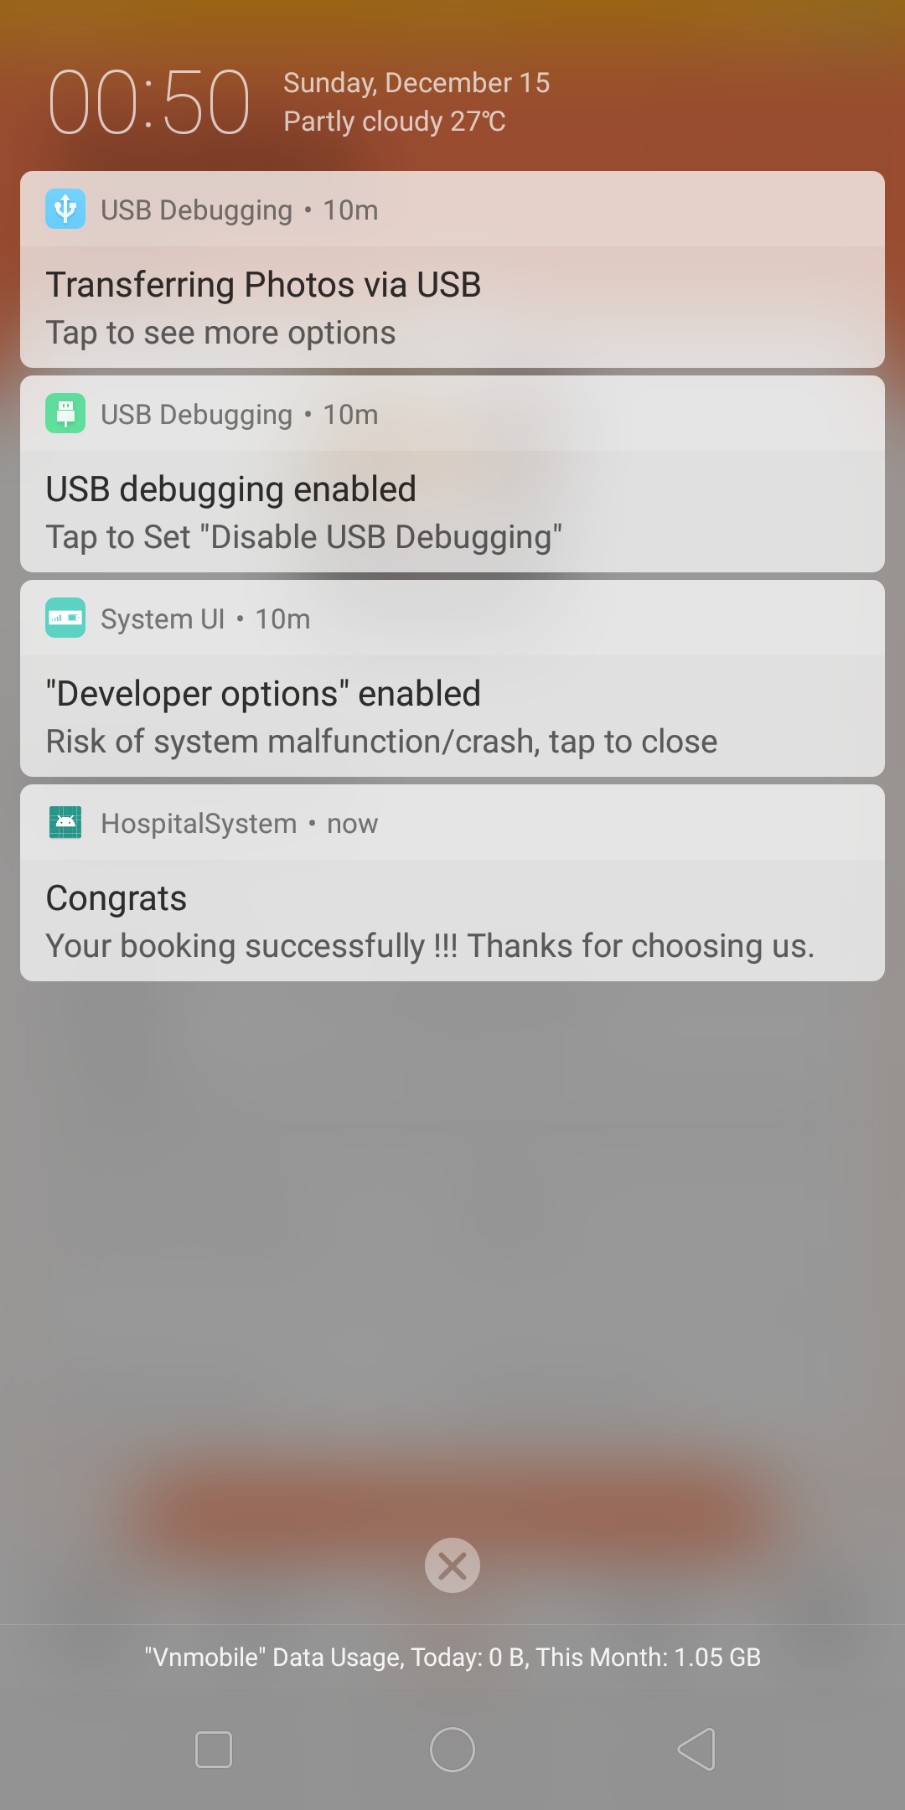 00:50
Sunday, December 15
Partly cloudy 27℃
USB Debugging • 10m
Transferring Photos via USB
Tap to see more options
USB Debugging • 10m
USB debugging enabled
Tap to Set "Disable USB Debugging"
System UI • 10m
"Developer options" enabled
Risk of system malfunction/crash, tap to close
HospitalSystem • now
Congrats
Your booking successfully !!! Thanks for choosing us.
"Vnmobile" Data Usage, Today: 0 B, This Month: 1.05 GB